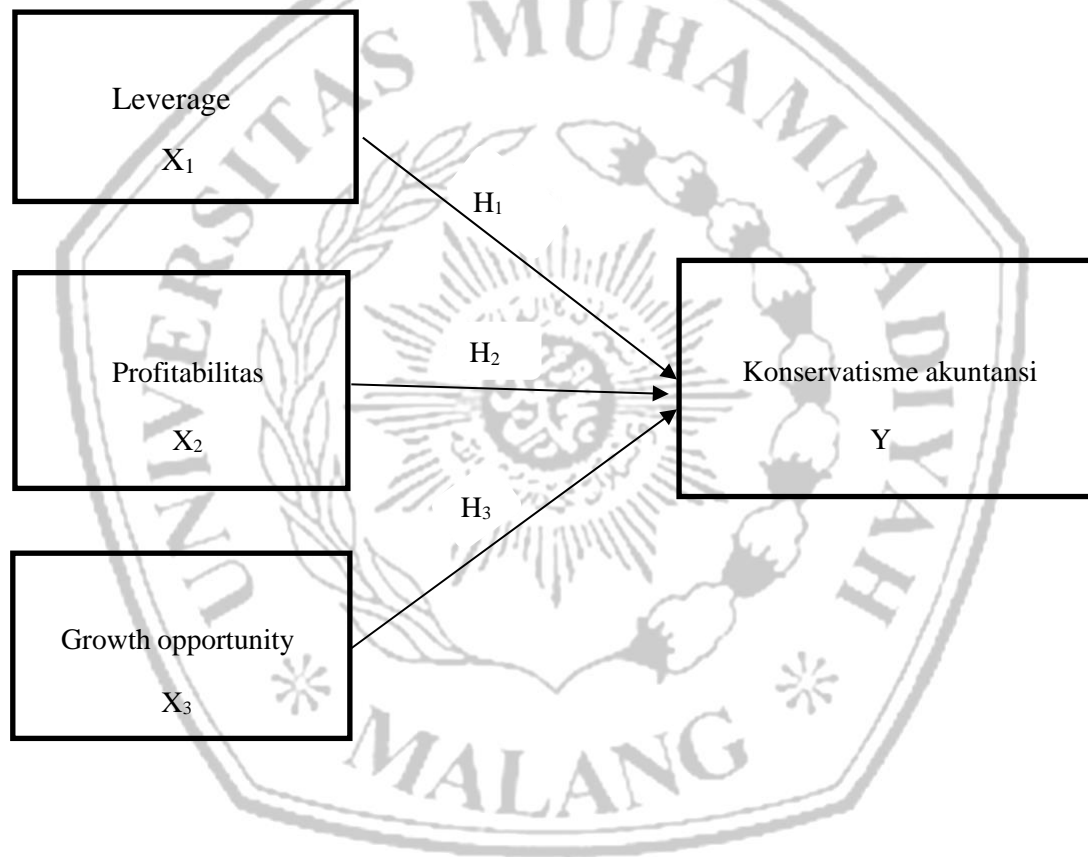 UNIVERSITAS MUHAMMADIYAH
MALANG
Leverage
X₁
H₁
Profitabilitas
X₂
H₂
Konservatisme akuntansi
Y
H₃
Growth opportunity
X₃